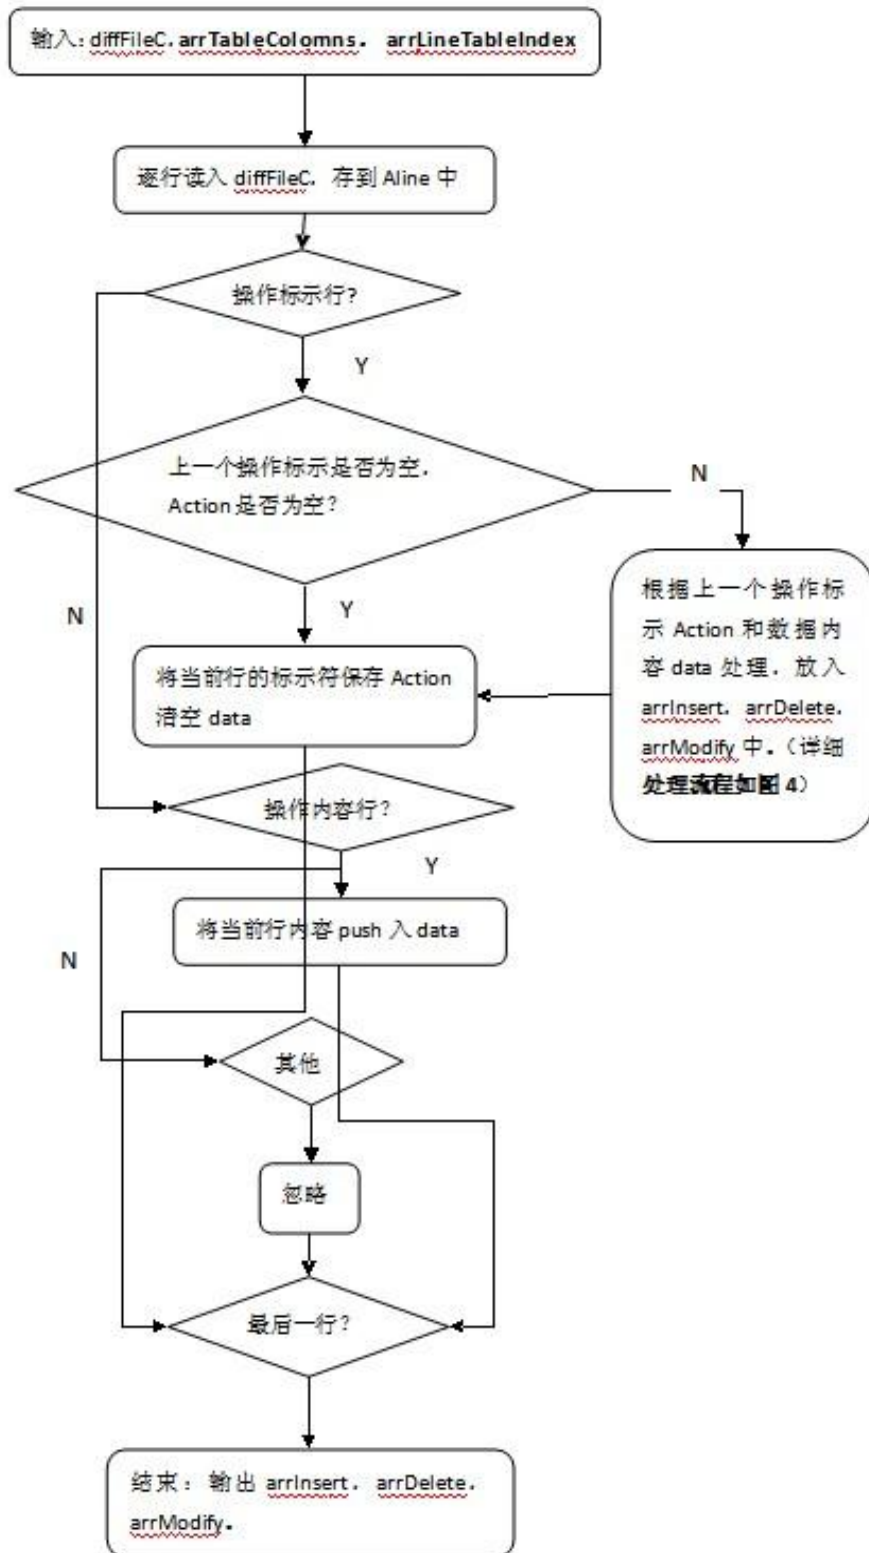 输入：diffFileC．arrTableColomns． arrLineTableIndex
逐行读入 diffFileC．存到 Aline 中
操作标示行？
Y
上一个操作标示是否为空．
Action 是否为空？
N
Y
N
根据上一个操作标
示 Action 和数据内
容 data 处理．放入
arrInsert．arrDelete．
arrModify 中。（详细
处理流程如图 4）
将当前行的标示符保存 Action
清空 data
操作内容行？
Y
将当前行内容 push 入 data
N
其他
忽略
最后一行？
结束：输出 arrInsert．arrDelete．
arrModify。